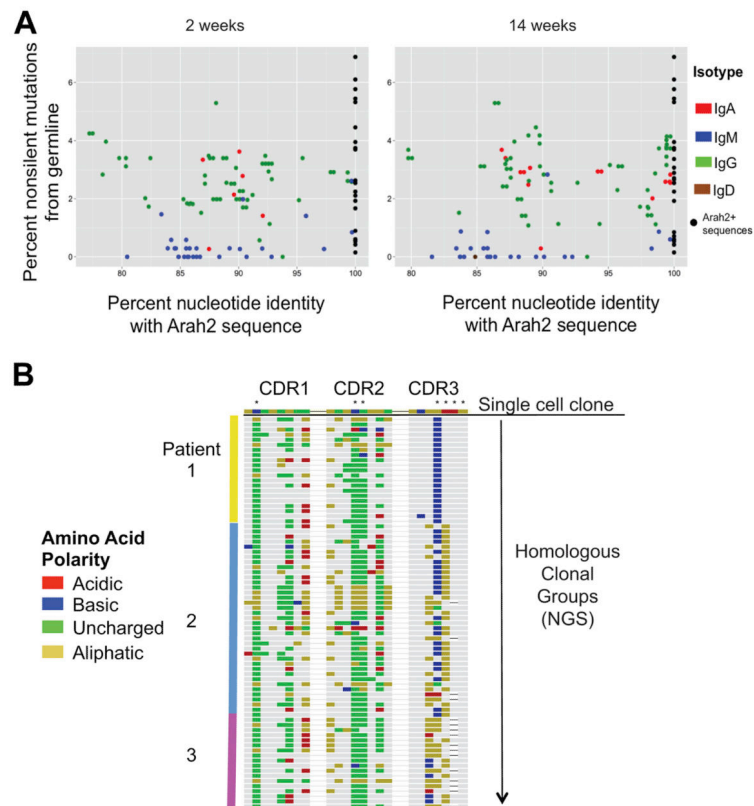 A
2 weeks
14 weeks
Percent nonsilent mutations
from germline
6
4
2
0
80
85
90
95
100
80
85
90
95
100
Percent nucleotide identity
with Arah2 sequence
Percent nucleotide identity
with Arah2 sequence
Isotype
IgA
IgM
IgG
IgD
Arah2+
sequences
B
CDR1
CDR2
CDR3
*
* *
* * * *
Single cell clone
Patient
1
2
3
Amino Acid
Polarity
Acidic
Basic
Uncharged
Aliphatic
Homologous
Clonal
Groups
(NGS)